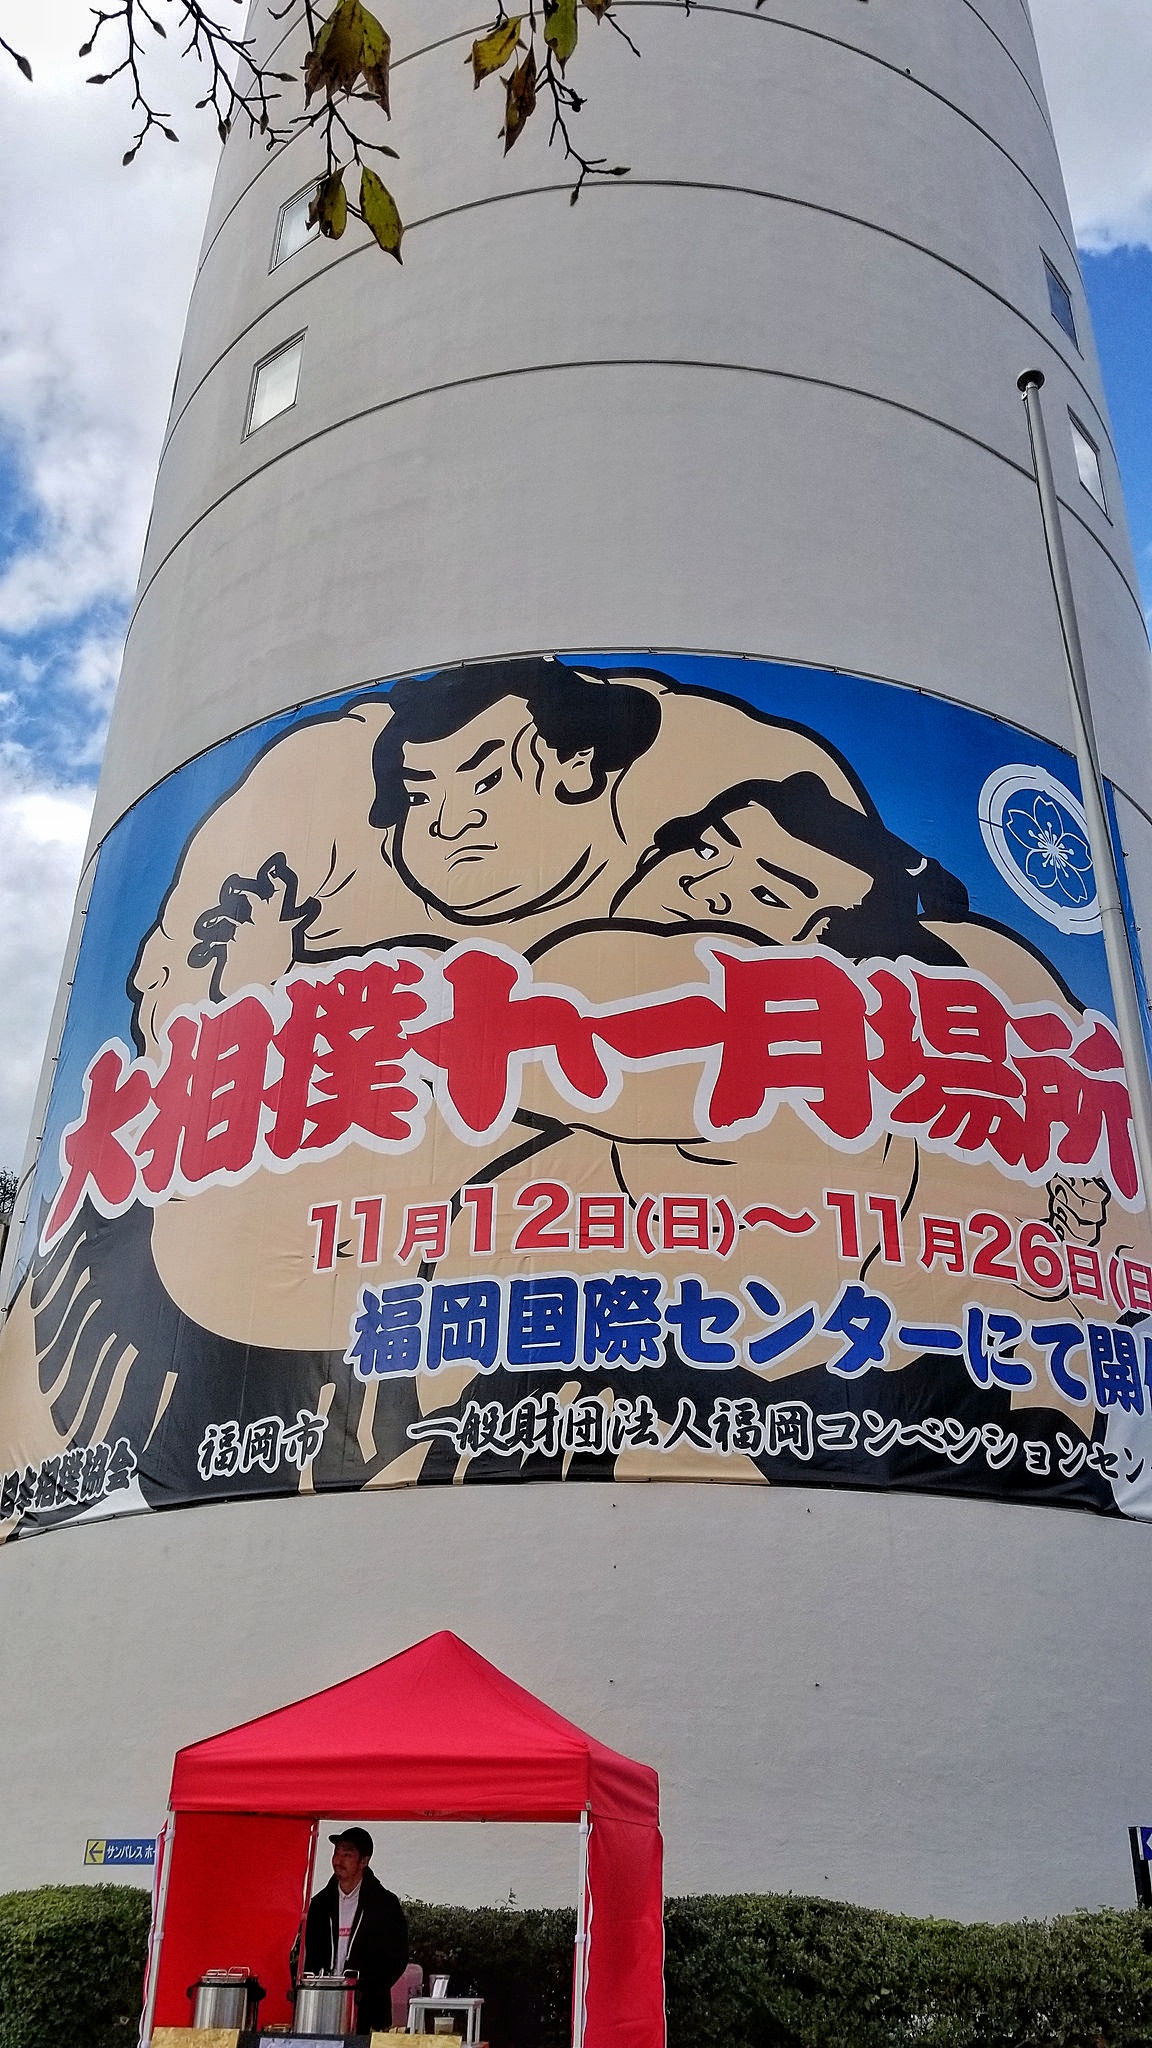 大相撲十一月場所
11月12日(日)～11月26日(日
福岡国際センターにて開
日本相撲協会 福岡市 一般財団法人福岡コンベンションセン
サンパレス ホ